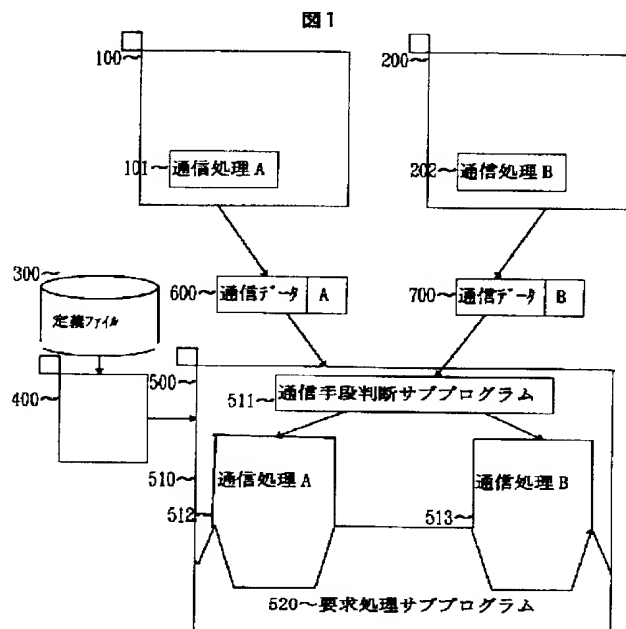 図1
100
200
101 通信処理A
202 通信処理B
300
定義ファイル
600 通信データ A
700 通信データ B
400
500
511 通信手段判断サブプログラム
510
通信処理A
通信処理B
512
513
520〜要求処理サブプログラム